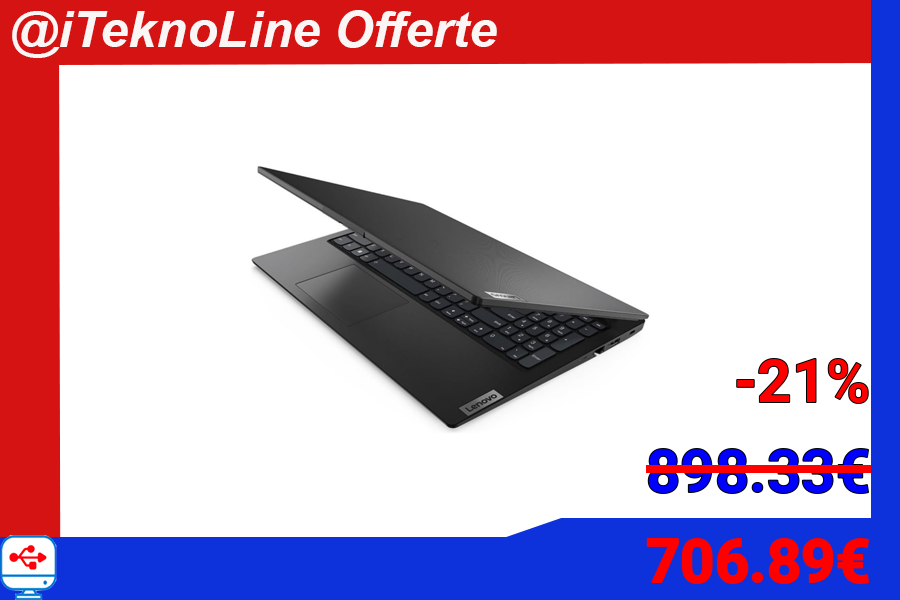 @iTeknoLine Offerte
Lenovo
-21%
898.33€
706.89€